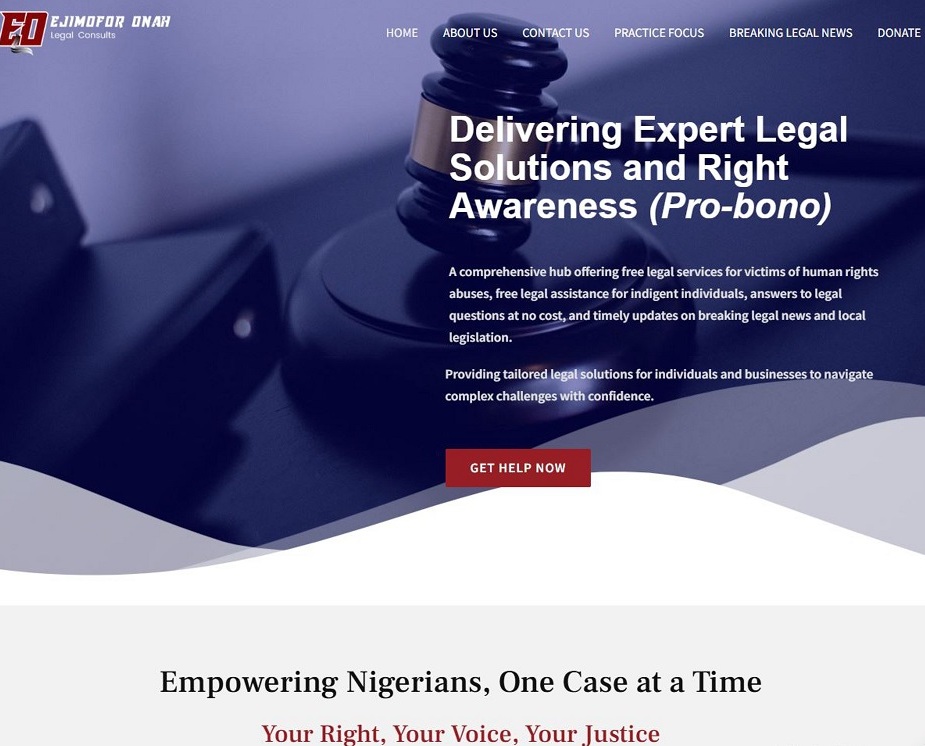 EO EJIMOFOR ONAH
Legal Consults
HOME ABOUT US CONTACT US PRACTICE FOCUS BREAKING LEGAL NEWS DONATE
Delivering Expert Legal
Solutions and Right
Awareness (Pro-bono)
A comprehensive hub offering free legal services for victims of human rights
abuses, free legal assistance for indigent individuals, answers to legal
questions at no cost, and timely updates on breaking legal news and local
legislation.
Providing tailored legal solutions for individuals and businesses to navigate
complex challenges with confidence.
GET HELP NOW
Empowering Nigerians, One Case at a Time
Your Right, Your Voice, Your Justice